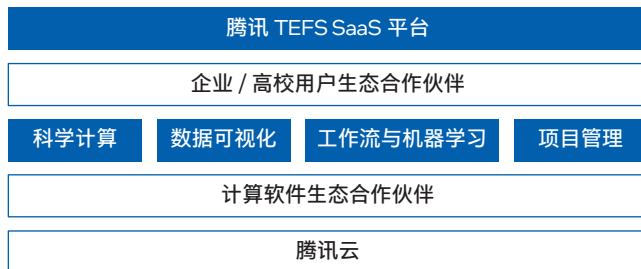 腾讯 TEFS SaaS 平台
企业 / 高校用户生态合作伙伴
科学计算 数据可视化 工作流与机器学习 项目管理
计算软件生态合作伙伴
腾讯云